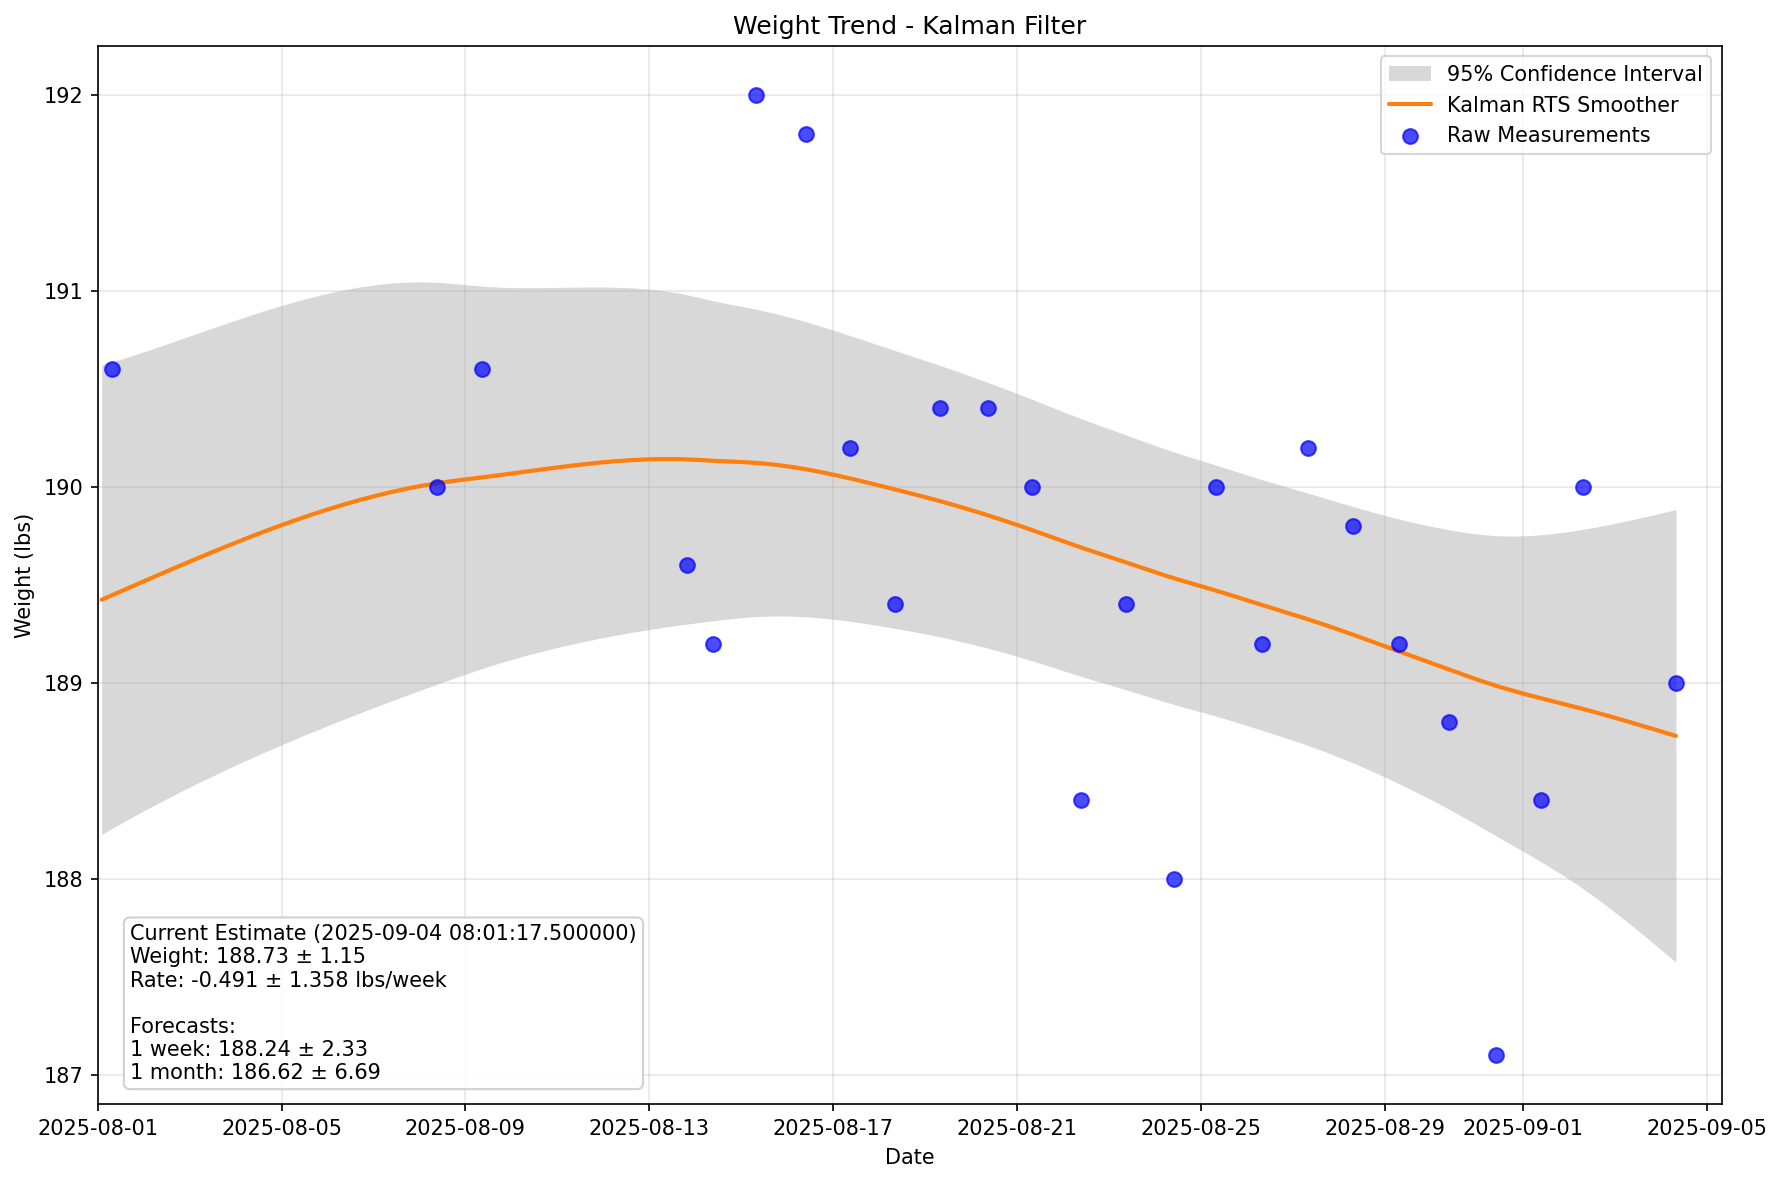 Weight Trend - Kalman Filter
95% Confidence Interval
Kalman RTS Smoother
Raw Measurements
Weight (lbs)
192
191
190
189
188
187
Current Estimate (2025-09-04 08:01:17.500000)
Weight: 188.73 ± 1.15
Rate: -0.491 ± 1.358 lbs/week
Forecasts:
1 week: 188.24 ± 2.33
1 month: 186.62 ± 6.69
2025-08-01 2025-08-05 2025-08-09 2025-08-13 2025-08-17 2025-08-21 2025-08-25 2025-08-29 2025-09-01 2025-09-05
Date